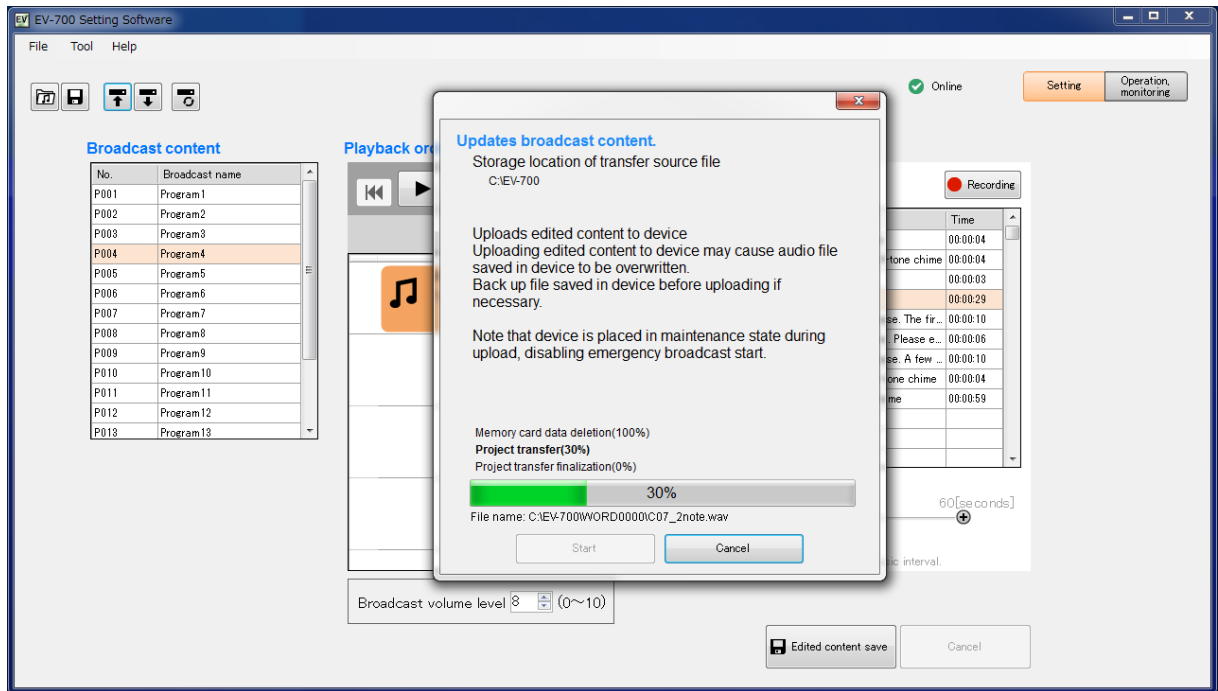 EV EV-700 Setting Software
File Tool Help
Online
Setting
Operation,
monitoring
Broadcast content
No. Broadcast name
P001 Program1
P002 Program2
P003 Program3
P004 Program4
P005 Program5
P006 Program6
P007 Program7
P008 Program8
P009 Program9
P010 Program10
P011 Program11
P012 Program12
P013 Program13
Playback
Updates broadcast content.
Storage location of transfer source file
C:\EV-700
Uploads edited content to device
Uploading edited content to device may cause audio file
saved in device to be overwritten.
Back up file saved in device before uploading if
necessary.
Note that device is placed in maintenance state during
upload, disabling emergency broadcast start.
Memory card data deletion(100%)
Project transfer(30%)
Project transfer finalization(0%)
30%
File name: C:\EV-700\WORD0000\C07_2note.wav
Start Cancel
Recording
Time
00:00:04
-tone chime 00:00:04
00:00:03
00:00:29
se. The fir... 00:00:10
. Please e... 00:00:06
se. A few ... 00:00:10
one chime 00:00:04
me 00:00:59
60[seconds]
interval.
Broadcast volume level 8 (0～10)
Edited content save
Cancel